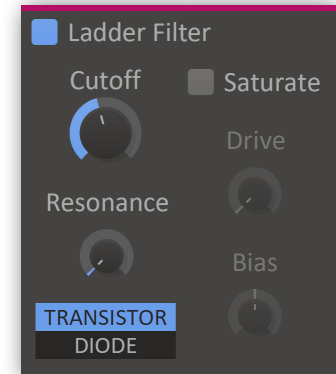 Ladder Filter
Cutoff
Saturate
Drive
Resonance
Bias
TRANSISTOR
DIODE